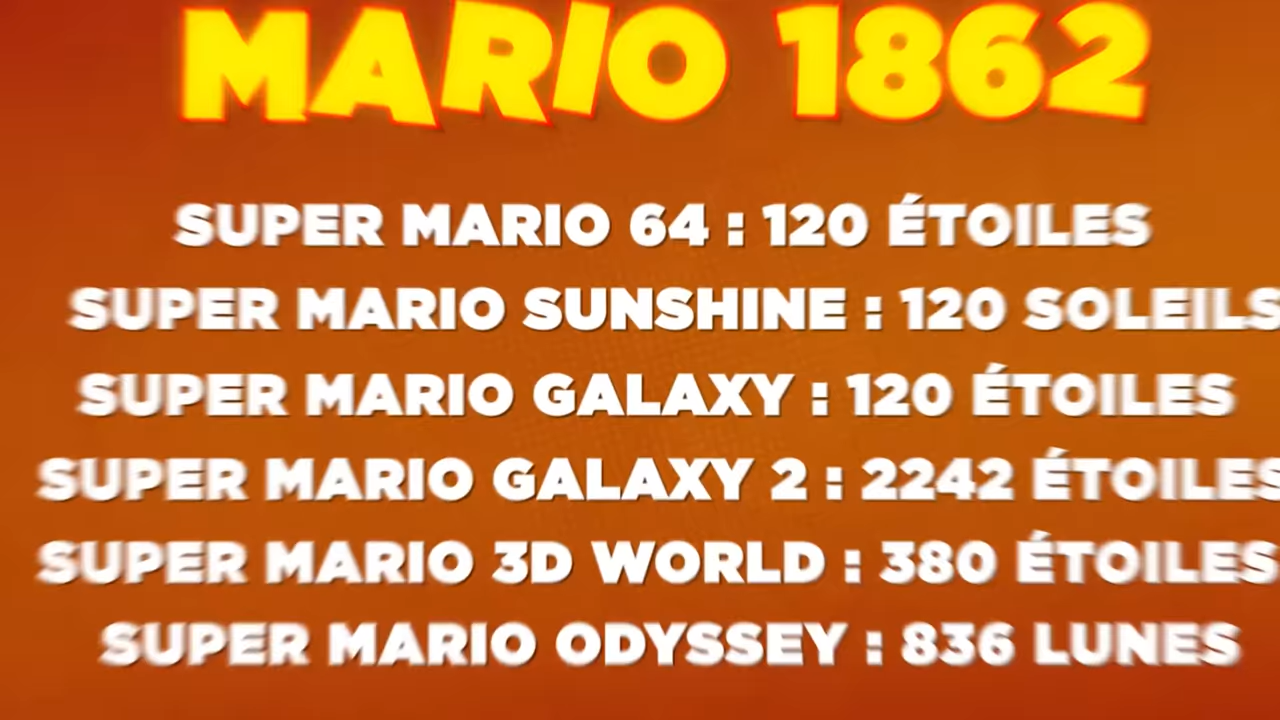 MARIO 1862
SUPER MARIO 64 : 120 ÉTOILES
SUPER MARIO SUNSHINE : 120 SOLEILS
SUPER MARIO GALAXY : 120 ÉTOILES
SUPER MARIO GALAXY 2 : 2242 ÉTOILES
SUPER MARIO 3D WORLD : 380 ÉTOILES
SUPER MARIO ODYSSEY : 836 LUNES